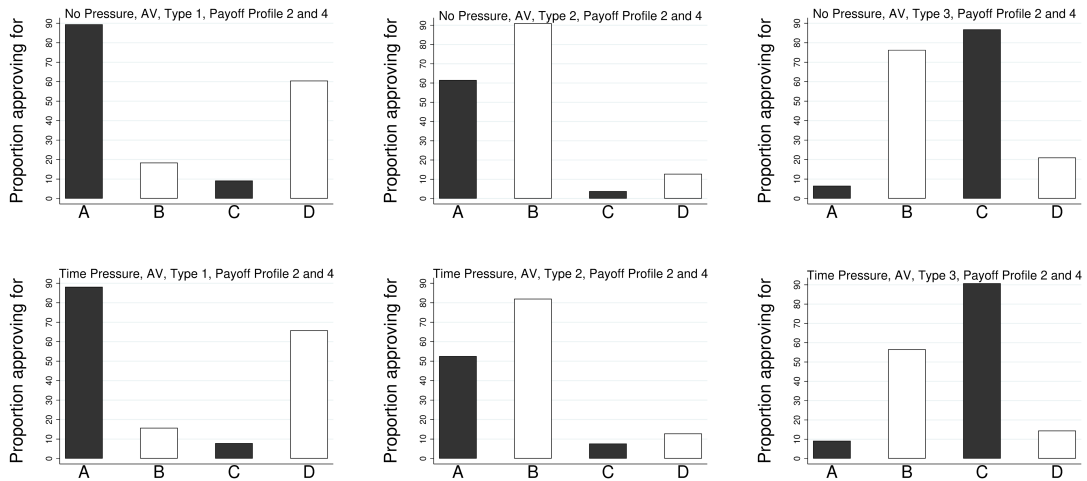 No Pressure, AV, Type 1, Payoff Profile 2 and 4
Proportion approving for
0 10 20 30 40 50 60 70 80 90
A B C D
No Pressure, AV, Type 2, Payoff Profile 2 and 4
Proportion approving for
0 10 20 30 40 50 60 70 80 90
A B C D
No Pressure, AV, Type 3, Payoff Profile 2 and 4
Proportion approving for
0 10 20 30 40 50 60 70 80 90
A B C D
Time Pressure, AV, Type 1, Payoff Profile 2 and 4
Proportion approving for
0 10 20 30 40 50 60 70 80 90
A B C D
Time Pressure, AV, Type 2, Payoff Profile 2 and 4
Proportion approving for
0 10 20 30 40 50 60 70 80 90
A B C D
Time Pressure, AV, Type 3, Payoff Profile 2 and 4
Proportion approving for
0 10 20 30 40 50 60 70 80 90
A B C D